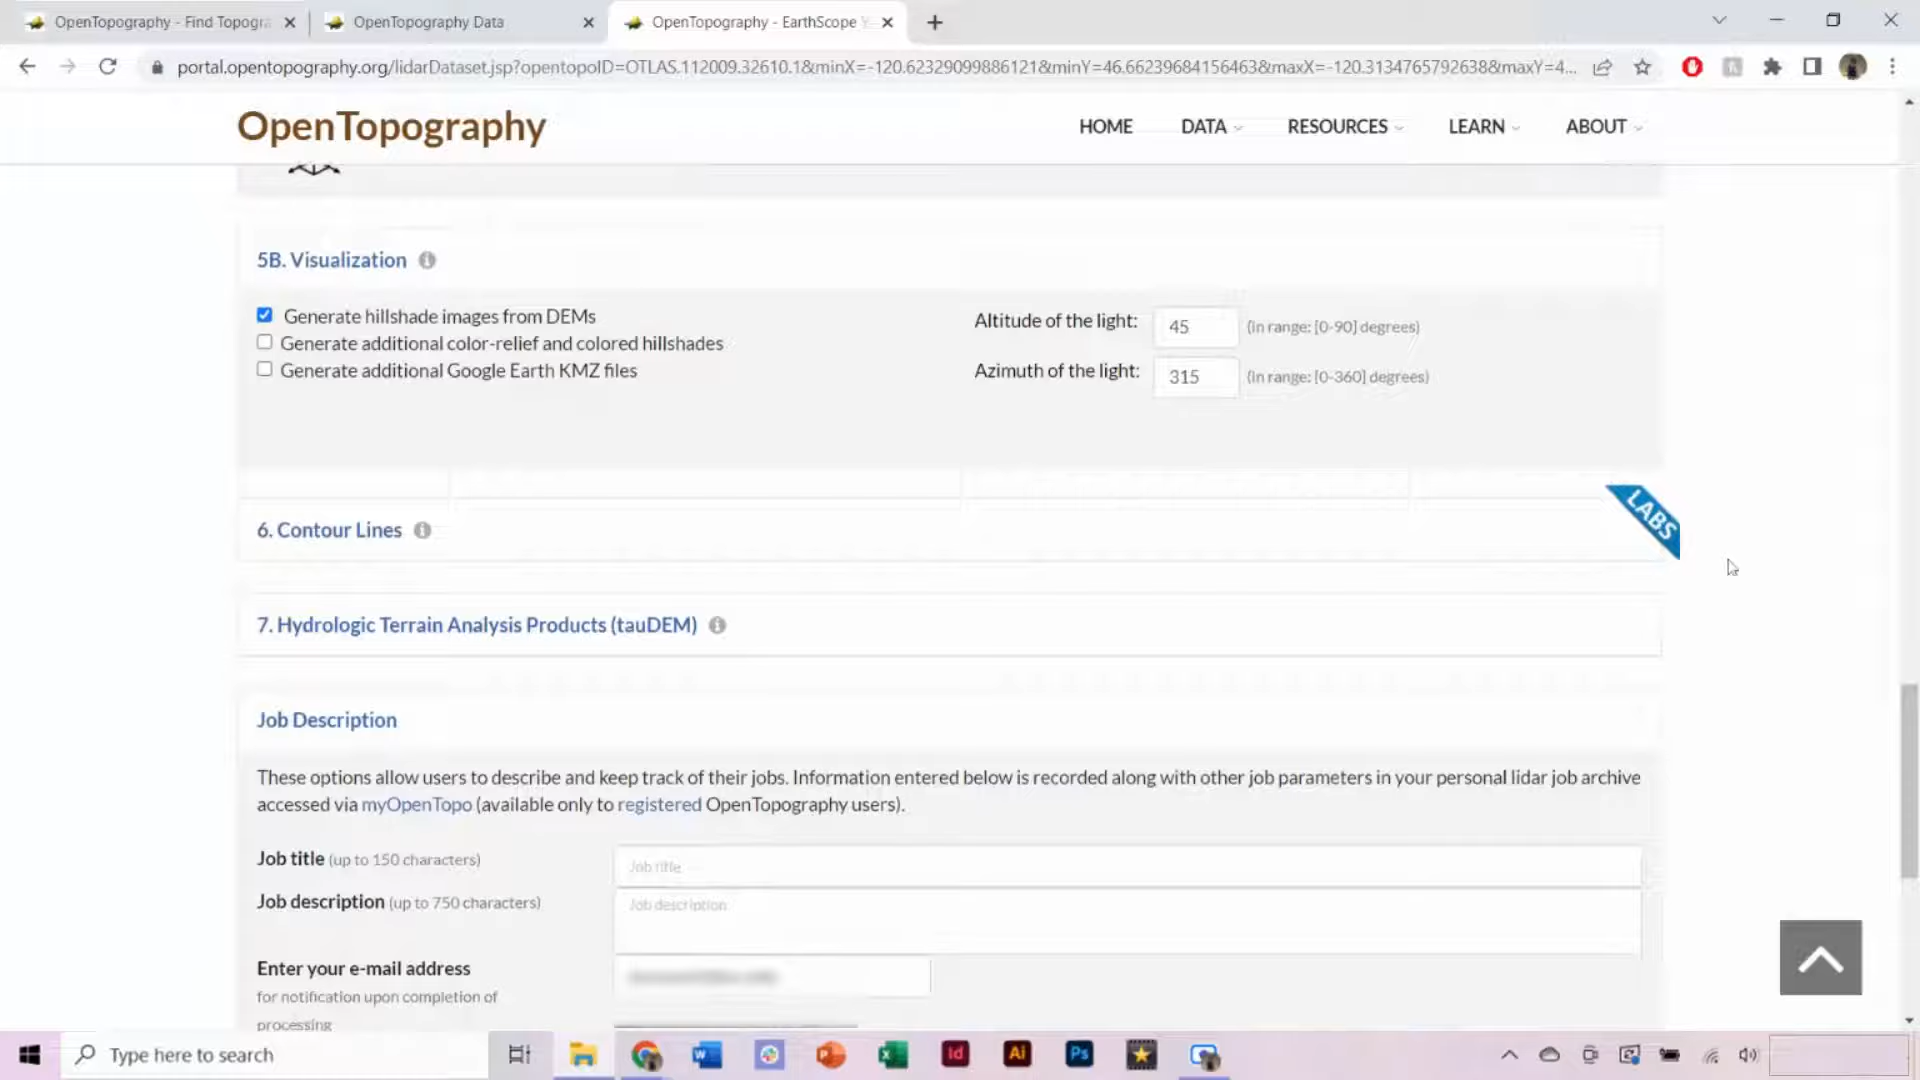 OpenTopography - Find Topogra
OpenTopography Data
OpenTopography - EarthScope
portal.opentopography.org/lidarDataset.jsp?opentopoID=OTLAS.112009.32610.1&minX=-120.62329099886121&minY=46.66239684156463&maxX=-120.3134765792638&maxY=4...
OpenTopography
HOME DATA RESOURCES LEARN ABOUT
5B. Visualization
Generate hillshade images from DEMs
Altitude of the light: 45 (in range: [0-90] degrees)
Generate additional color-relief and colored hillshades
Generate additional Google Earth KMZ files
Azimuth of the light: 315 (in range: [0-360] degrees)
LABS
6. Contour Lines
7. Hydrologic Terrain Analysis Products (tauDEM)
Job Description
These options allow users to describe and keep track of their jobs. Information entered below is recorded along with other job parameters in your personal lidar job archive
accessed via myOpenTopo (available only to registered OpenTopography users).
Job title (up to 150 characters) Job title
Job description (up to 750 characters) Job description
Enter your e-mail address
for notification upon completion of
processing
Type here to search
W
Id
Ai
Ps